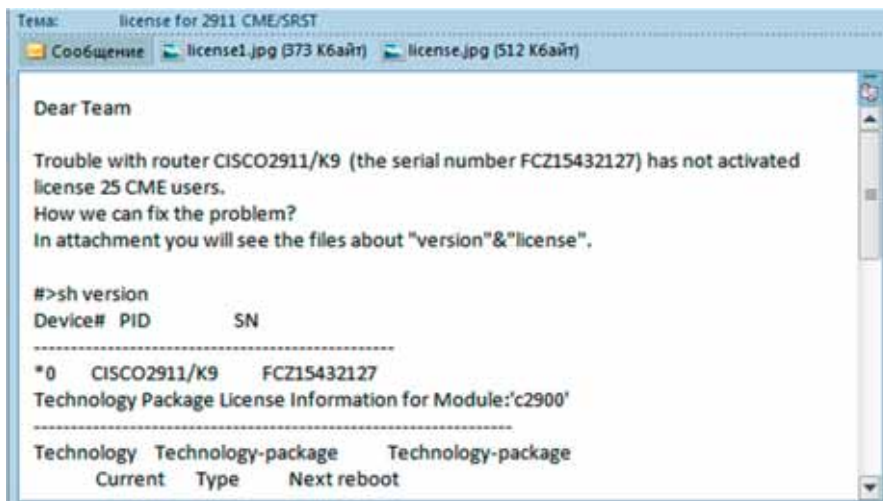 Тема: license for 2911 CME/SRST
Сообщение license1.jpg (373 Кбайт) license.jpg (512 Кбайт)
Dear Team
Trouble with router CISCO2911/K9 (the serial number FCZ15432127) has not activated
license 25 CME users.
How we can fix the problem?
In attachment you will see the files about "version"&"license".
#>sh version
Device# PID SN
-------------------------------------------------
*0 CISCO2911/K9 FCZ15432127
Technology Package License Information for Module:'c2900'
-----------------------------------------------------------------
Technology Technology-package Technology-package
Current Type Next reboot